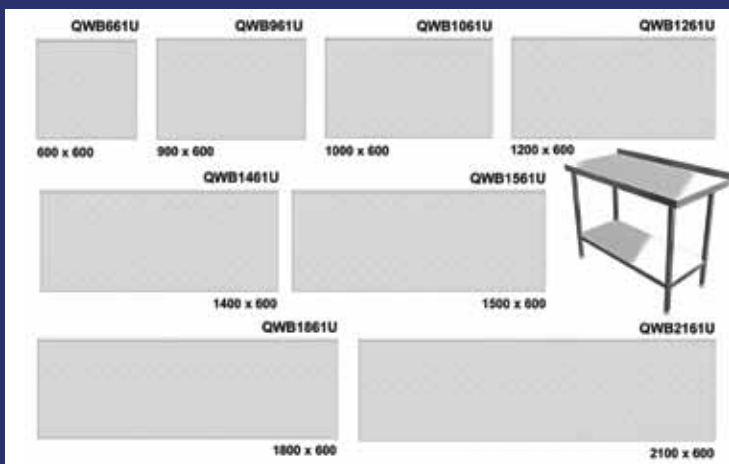 QWB661U QWB961U QWB1061U QWB1261U
600 x 600 900 x 600 1000 x 600 1200 x 600
QWB1461U QWB1561U
1400 x 600 1500 x 600
QWB1861U QWB2161U
1800 x 600 2100 x 600